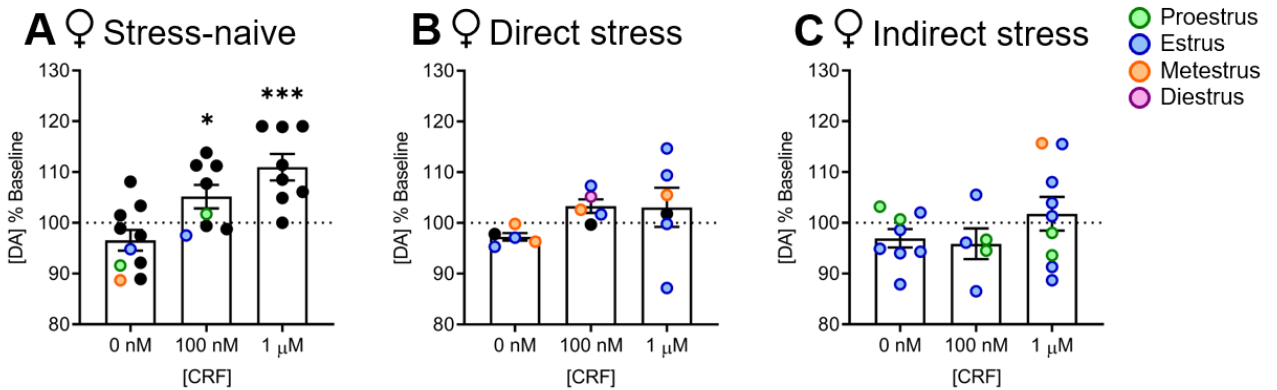 A ♀ Stress-naive
B ♀ Direct stress
C ♀ Indirect stress
Proestrus
Estrus
Metestrus
Diestrus
[DA] % Baseline
130
120
110
100
90
80
*
***
0 nM
100 nM
1 μM
[CRF]
[DA] % Baseline
130
120
110
100
90
80
0 nM
100 nM
1 μM
[CRF]
[DA] % Baseline
130
120
110
100
90
80
0 nM
100 nM
1 μM
[CRF]